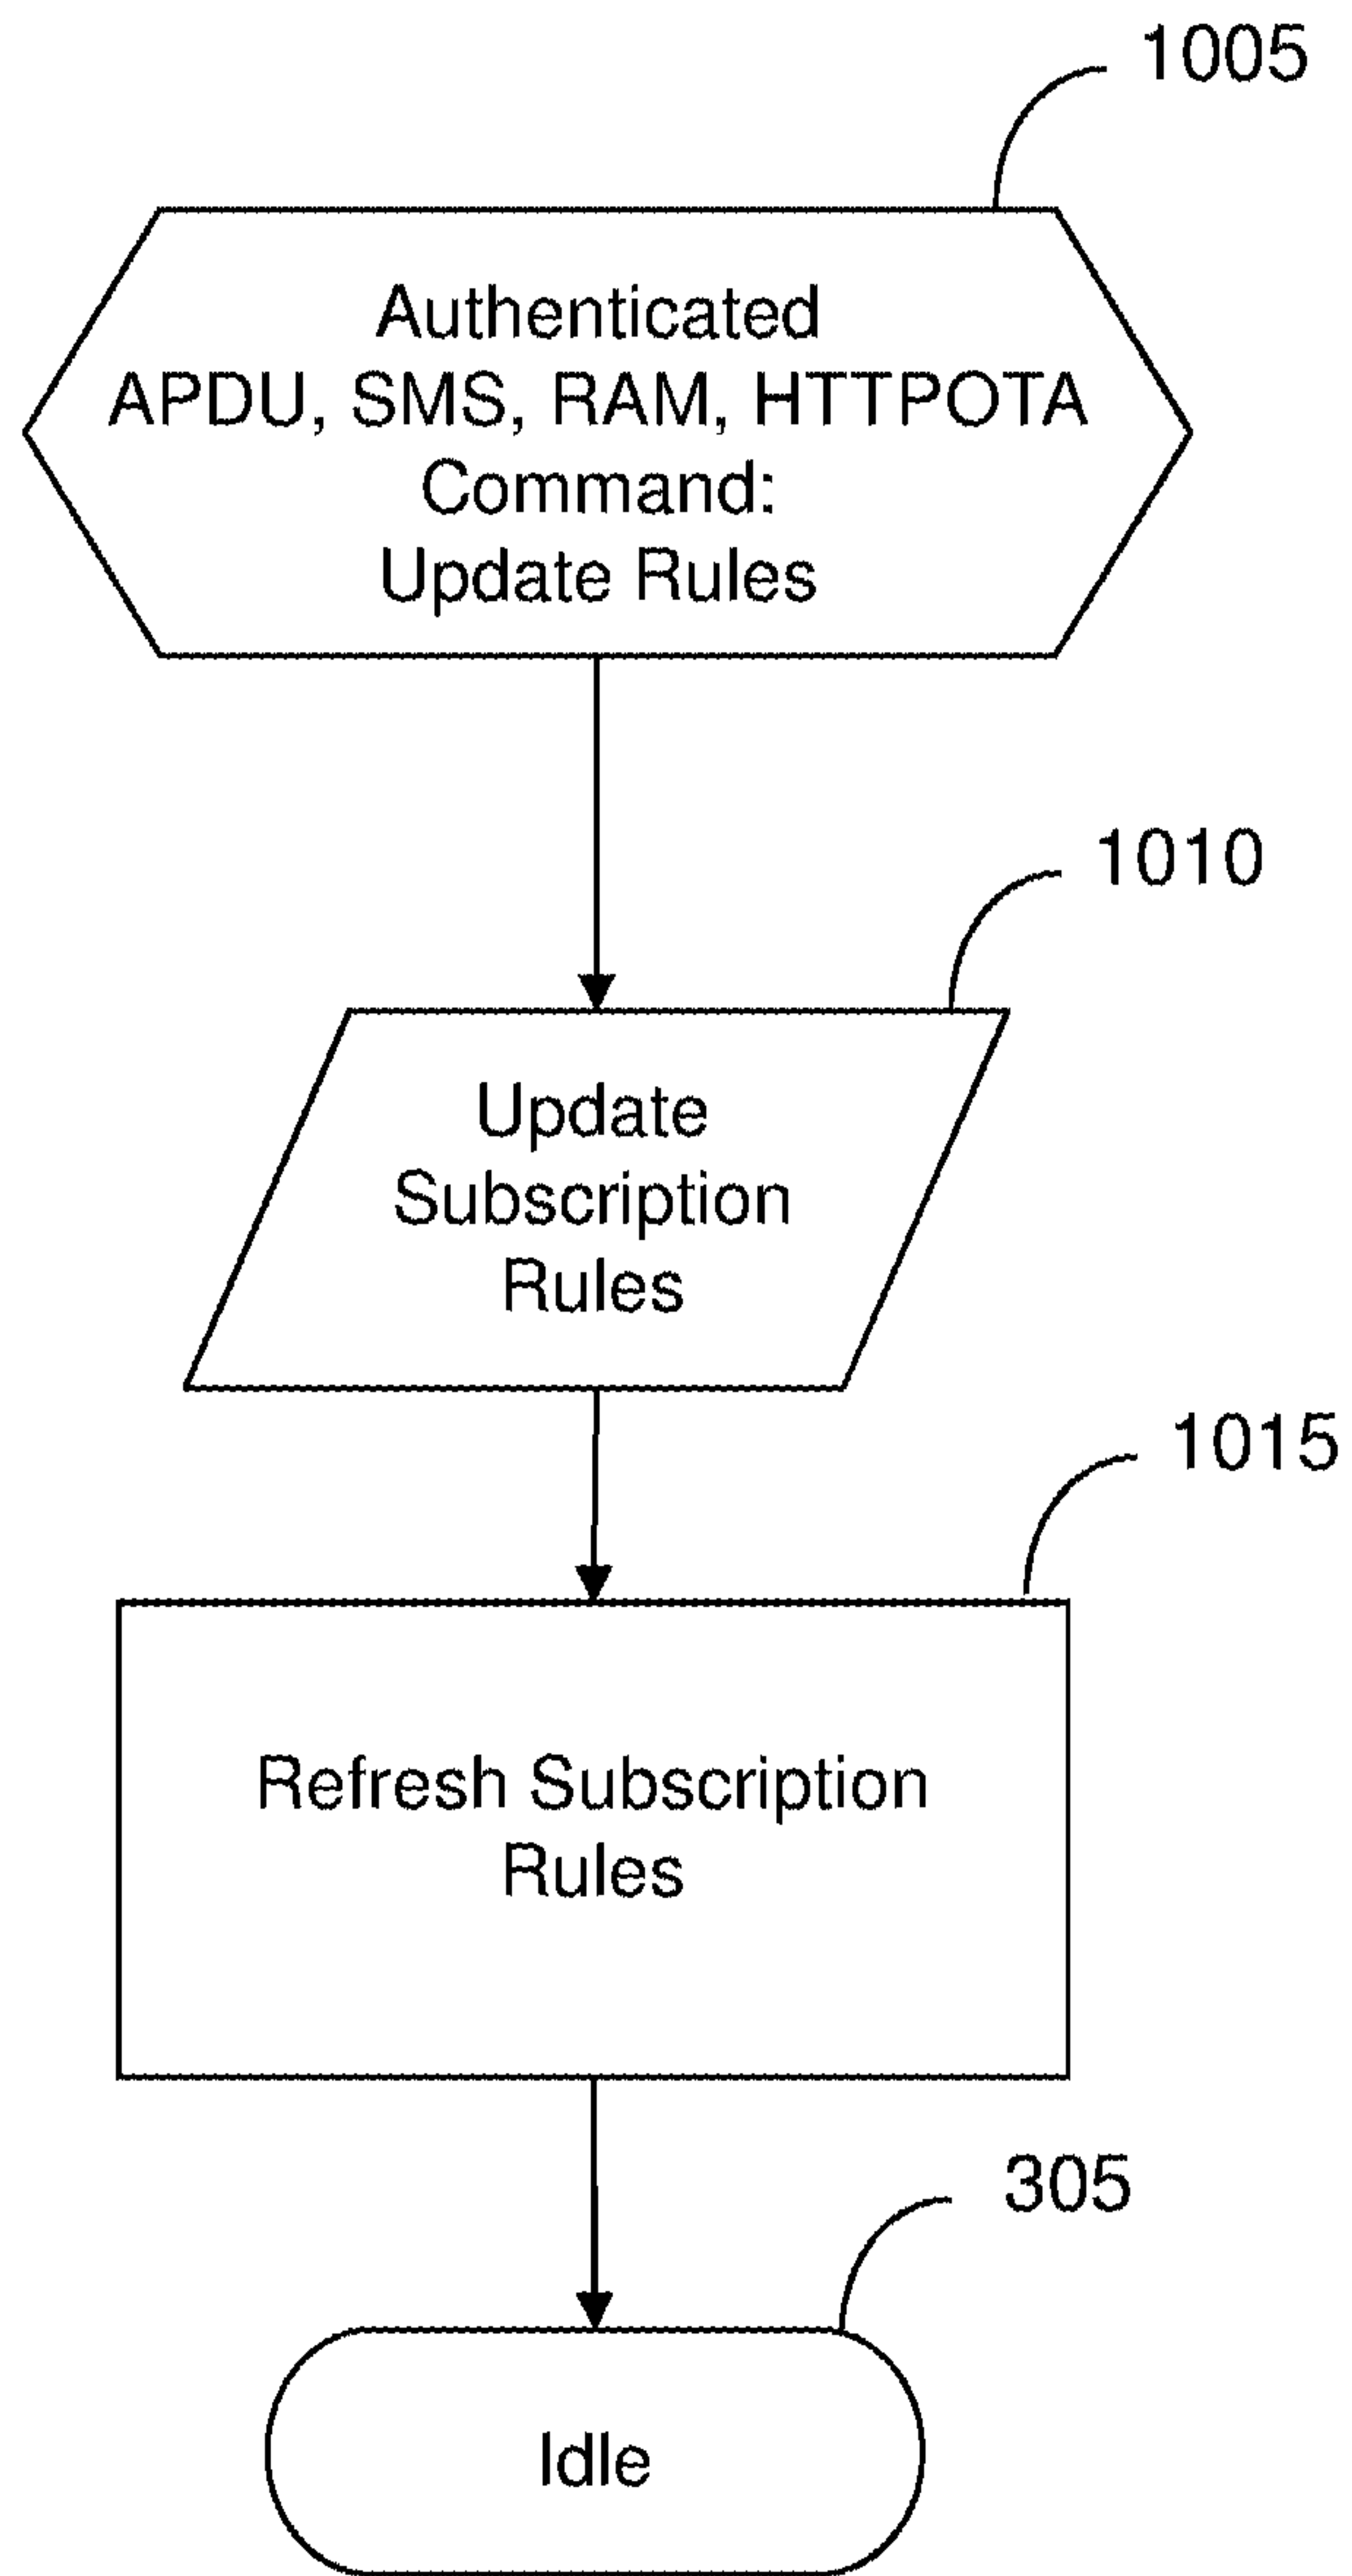 1005
Authenticated
APDU, SMS, RAM, HTTPOTA
Command:
Update Rules
1010
Update
Subscription
Rules
1015
Refresh Subscription
Rules
305
Idle